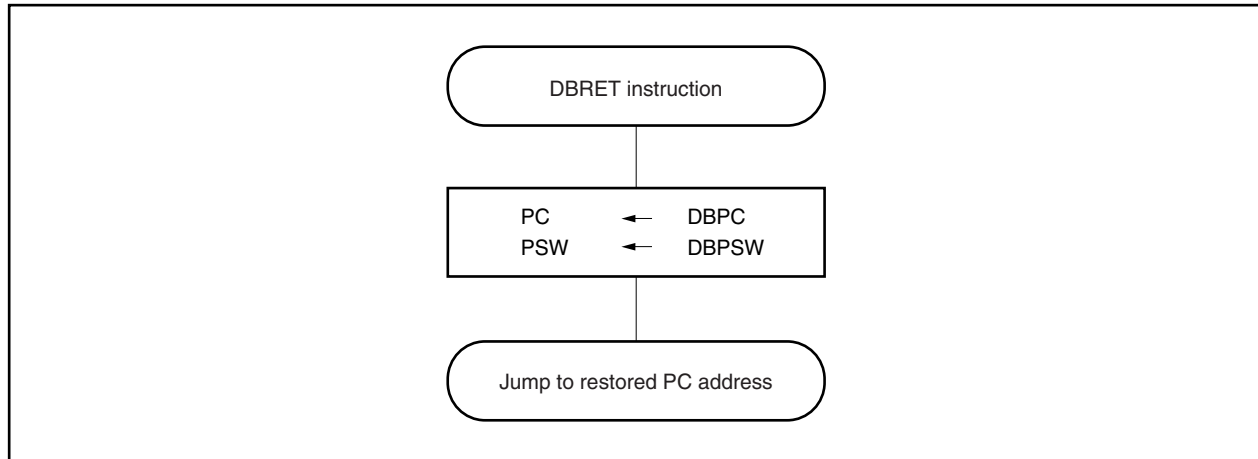 DBRET instruction
PC ← DBPC
PSW ← DBPSW
Jump to restored PC address